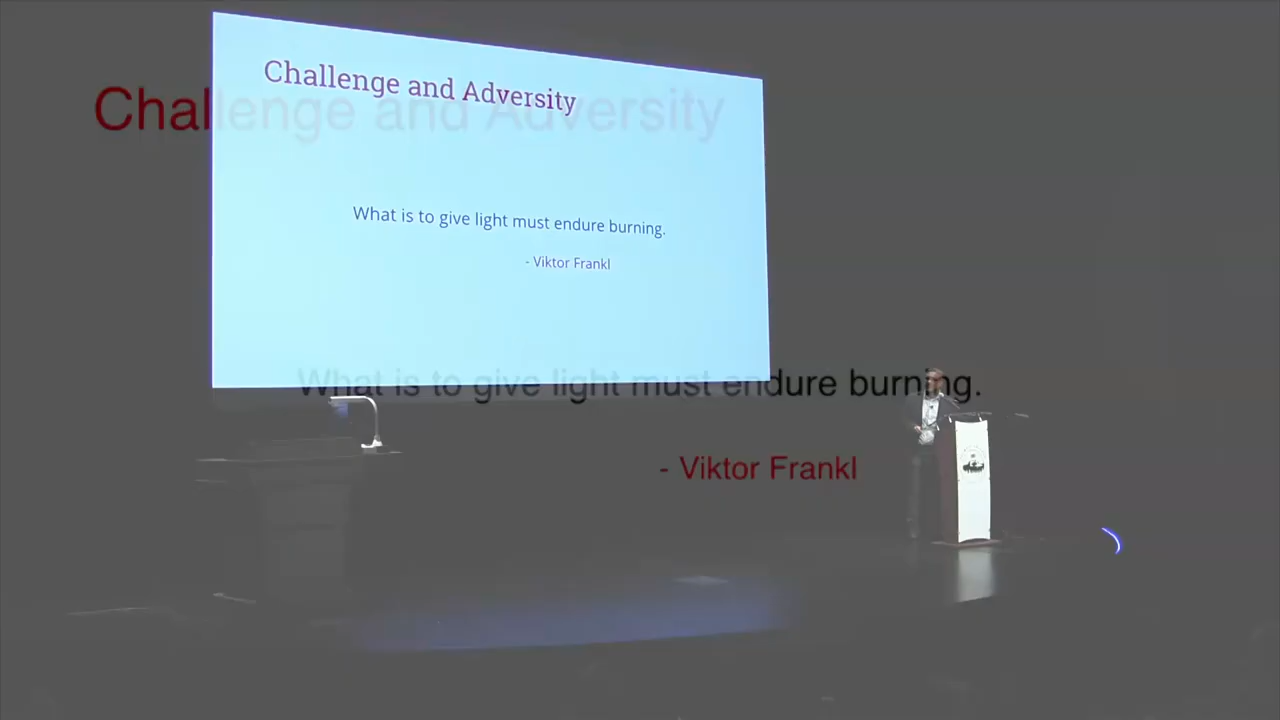 Challenge and Adversity
Challenge and Adversity
What is to give light must endure burning.
- Viktor Frankl
What is to give light must endure burning.
- Viktor Frankl